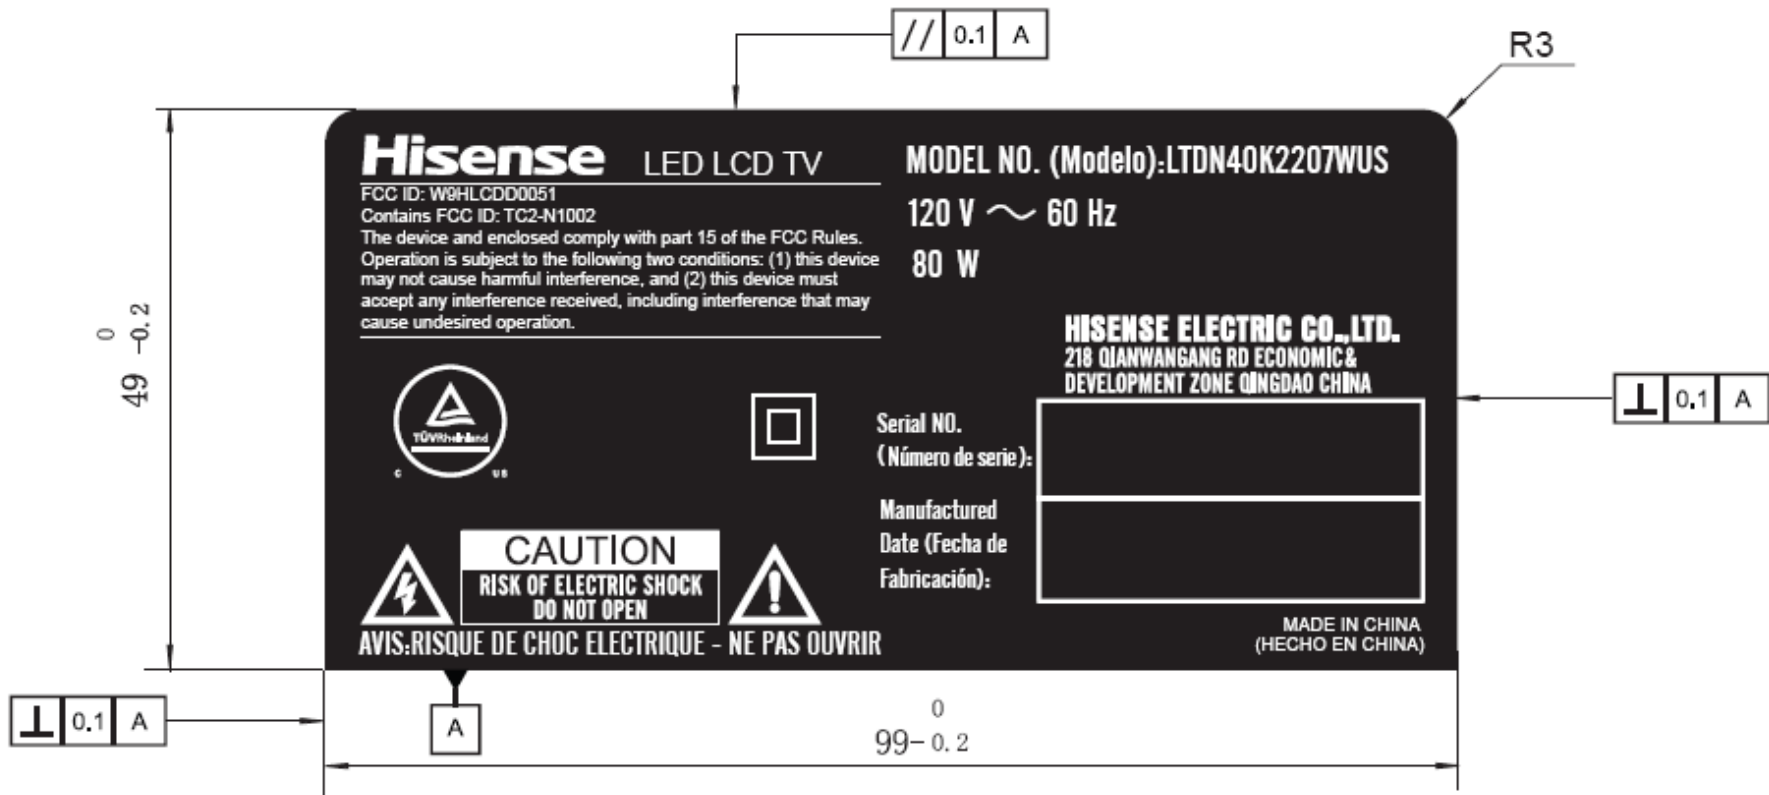 // 0.1 A
R3
Hisense LED LCD TV
FCC ID: W9HLCDD0051
Contains FCC ID: TC2-N1002
The device and enclosed comply with part 15 of the FCC Rules.
Operation is subject to the following two conditions: (1) this device
may not cause harmful interference, and (2) this device must
accept any interference received, including interference that may
cause undesired operation.
MODEL NO. (Modelo):LTDN40K2207WUS
120 V ～ 60 Hz
80 W
HISENSE ELECTRIC CO.,LTD.
218 QIANWANGANG RD ECONOMIC&
DEVELOPMENT ZONE QINGDAO CHINA
0
49 -0.2
TÜVRheinland
C US
Serial NO.
(Número de serie):
Manufactured
Date (Fecha de
Fabricación):
⊥ 0.1 A
CAUTION
RISK OF ELECTRIC SHOCK
DO NOT OPEN
AVIS:RISQUE DE CHOC ELECTRIQUE - NE PAS OUVRIR
MADE IN CHINA
(HECHO EN CHINA)
⊥ 0.1 A
A
0
99-0.2